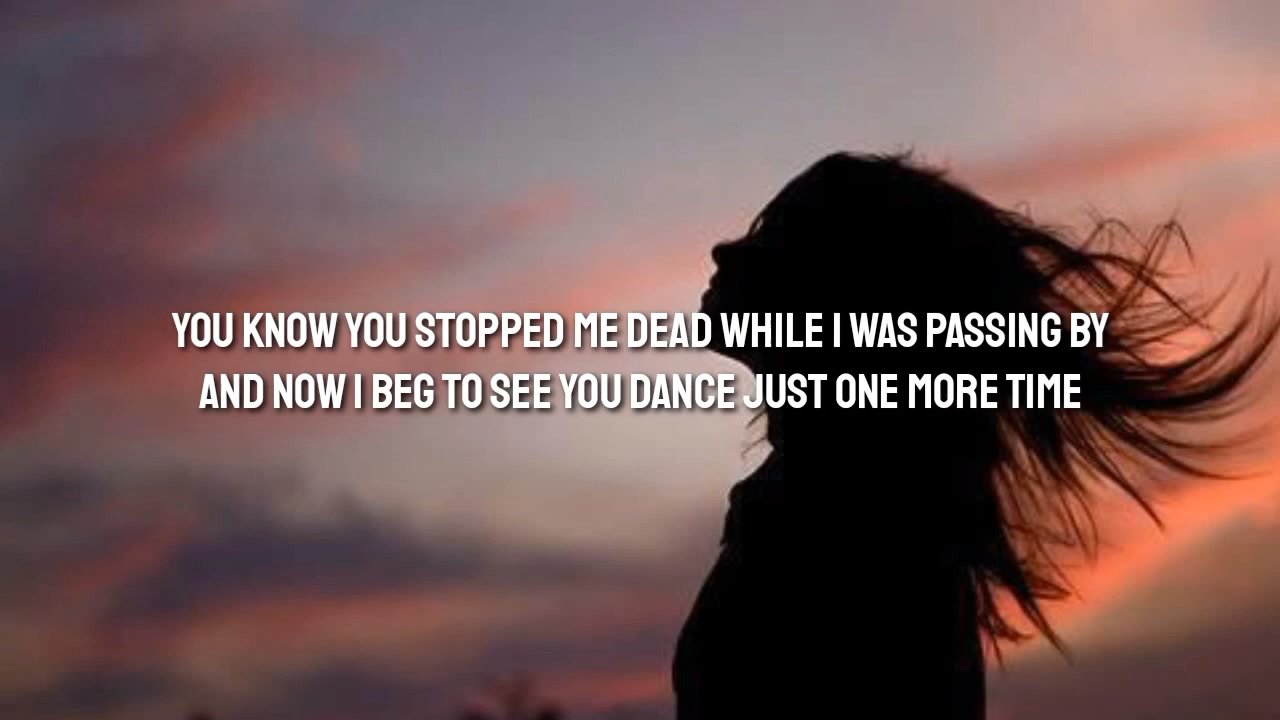 YOU KNOW YOU STOPPED ME DEAD WHILE I WAS PASSING BY
AND NOW I BEG TO SEE YOU DANCE JUST ONE MORE TIME